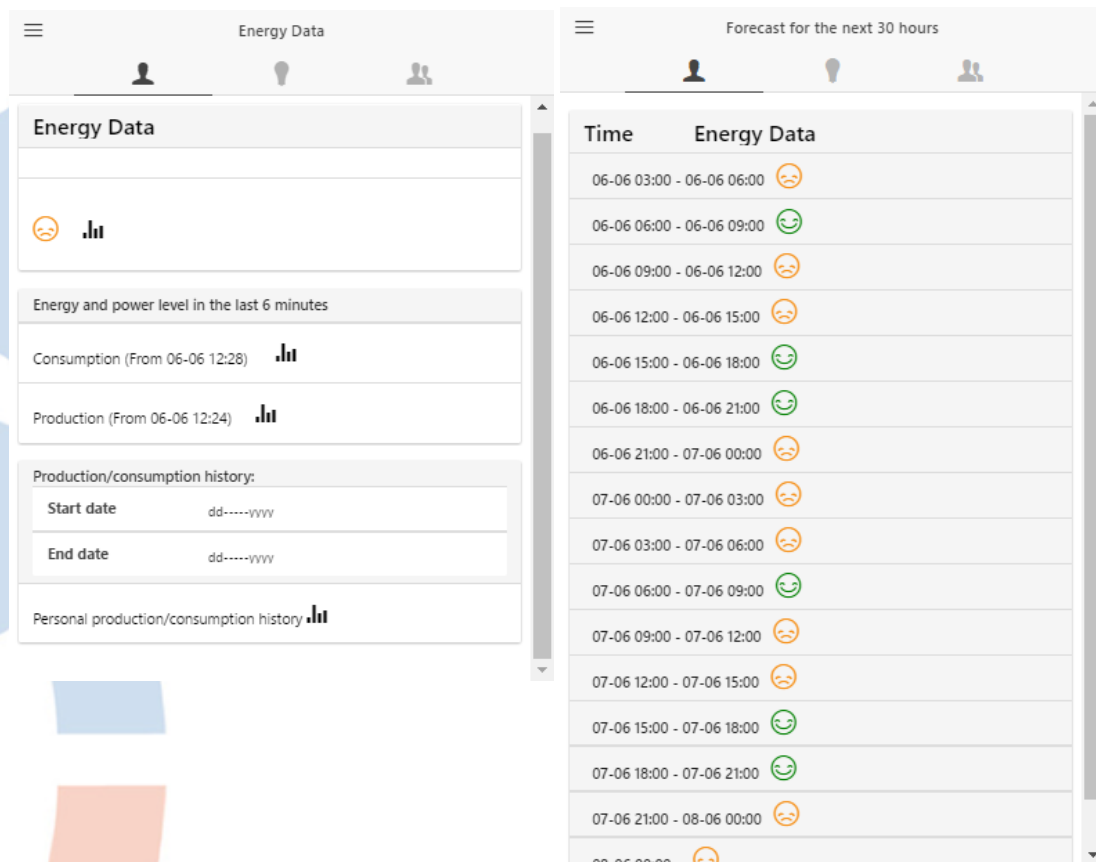 Energy Data
Energy Data
Energy and power level in the last 6 minutes
Consumption (From 06-06 12:28)
Production (From 06-06 12:24)
Production/consumption history:
Start date dd-----yyyy
End date dd-----yyyy
Personal production/consumption history
Forecast for the next 30 hours
Time Energy Data
06-06 03:00 - 06-06 06:00
06-06 06:00 - 06-06 09:00
06-06 09:00 - 06-06 12:00
06-06 12:00 - 06-06 15:00
06-06 15:00 - 06-06 18:00
06-06 18:00 - 06-06 21:00
06-06 21:00 - 07-06 00:00
07-06 00:00 - 07-06 03:00
07-06 03:00 - 07-06 06:00
07-06 06:00 - 07-06 09:00
07-06 09:00 - 07-06 12:00
07-06 12:00 - 07-06 15:00
07-06 15:00 - 07-06 18:00
07-06 18:00 - 07-06 21:00
07-06 21:00 - 08-06 00:00